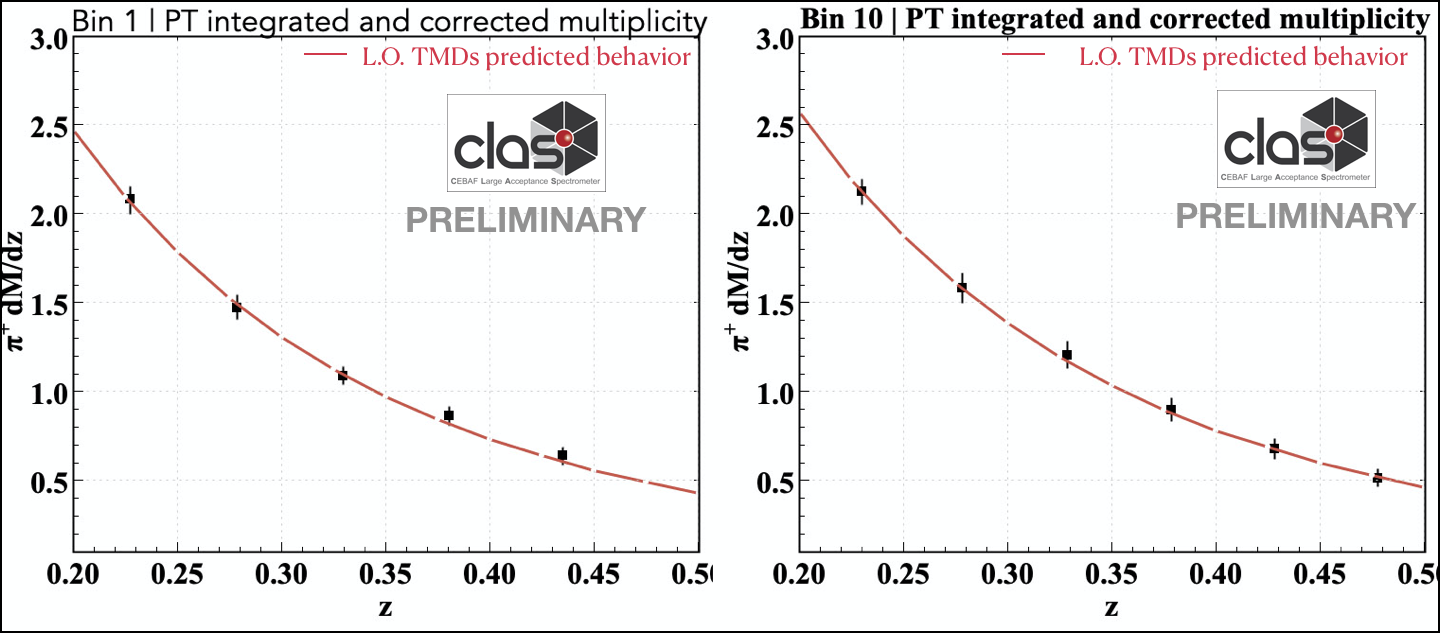 Bin 1 | PT integrated and corrected multiplicity
3.0
L.O. TMDs predicted behavior
2.5
clas
CEBAF Large Acceptance Spectrometer
PRELIMINARY
2.0
π⁺ dM/dz
1.5
1.0
0.5
0.20 0.25 0.30 0.35 0.40 0.45 0.50
z
Bin 10 | PT integrated and corrected multiplicity
3.0
L.O. TMDs predicted behavior
2.5
clas
CEBAF Large Acceptance Spectrometer
PRELIMINARY
2.0
π⁺ dM/dz
1.5
1.0
0.5
0.20 0.25 0.30 0.35 0.40 0.45 0.50
z